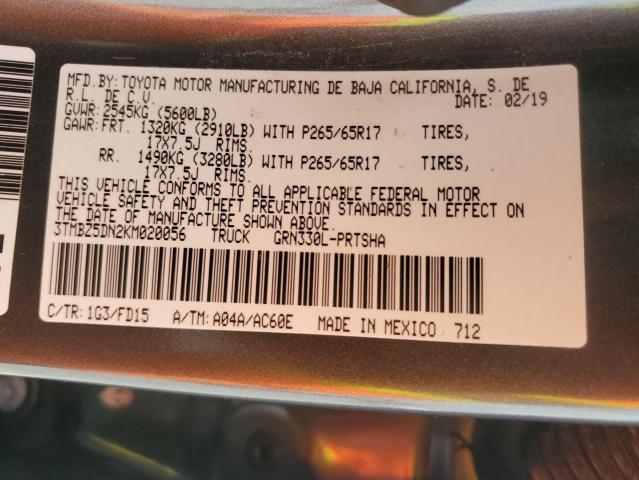 MFD.BY: TOYOTA MOTOR MANUFACTURING DE BAJA CALIFORNIA, S. DE
R.L. DE C.V. DATE: 02/19
GVWR: 2545KG (5600LB)
GAWR: FRT. 1320KG (2910LB) WITH P265/65R17 TIRES,
17X7.5J RIMS.
RR. 1490KG (3280LB) WITH P265/65R17 TIRES,
17X7.5J RIMS.
THIS VEHICLE CONFORMS TO ALL APPLICABLE FEDERAL MOTOR
VEHICLE SAFETY AND THEFT PREVENTION STANDARDS IN EFFECT ON
THE DATE OF MANUFACTURE SHOWN ABOVE.
3TMBZ5DN2KM020056 TRUCK GRN330L-PRTSHA
C/TR: 1G3/FD15 A/TM: A04A/AC60E MADE IN MEXICO 712